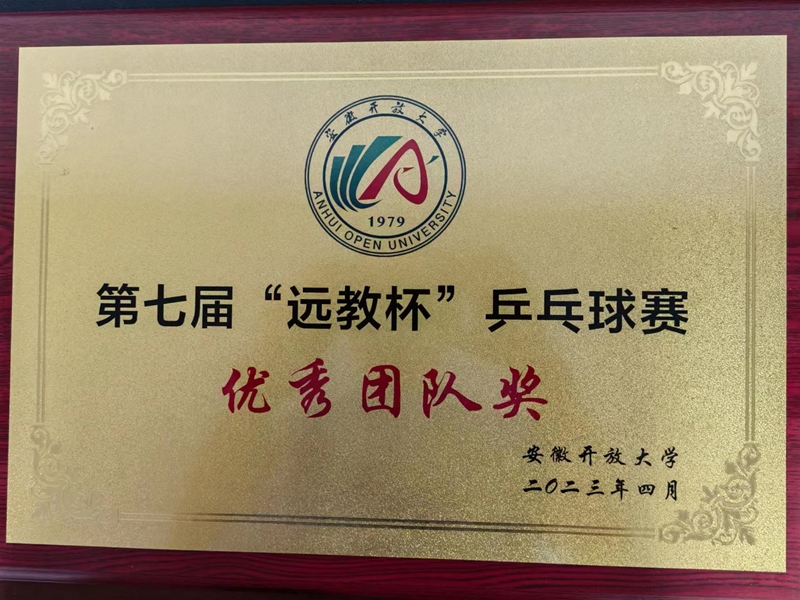 安徽开放大学
1979
ANHUI OPEN UNIVERSITY
第七届“远教杯”乒乓球赛
优秀团队奖
安徽开放大学
二〇二三年四月